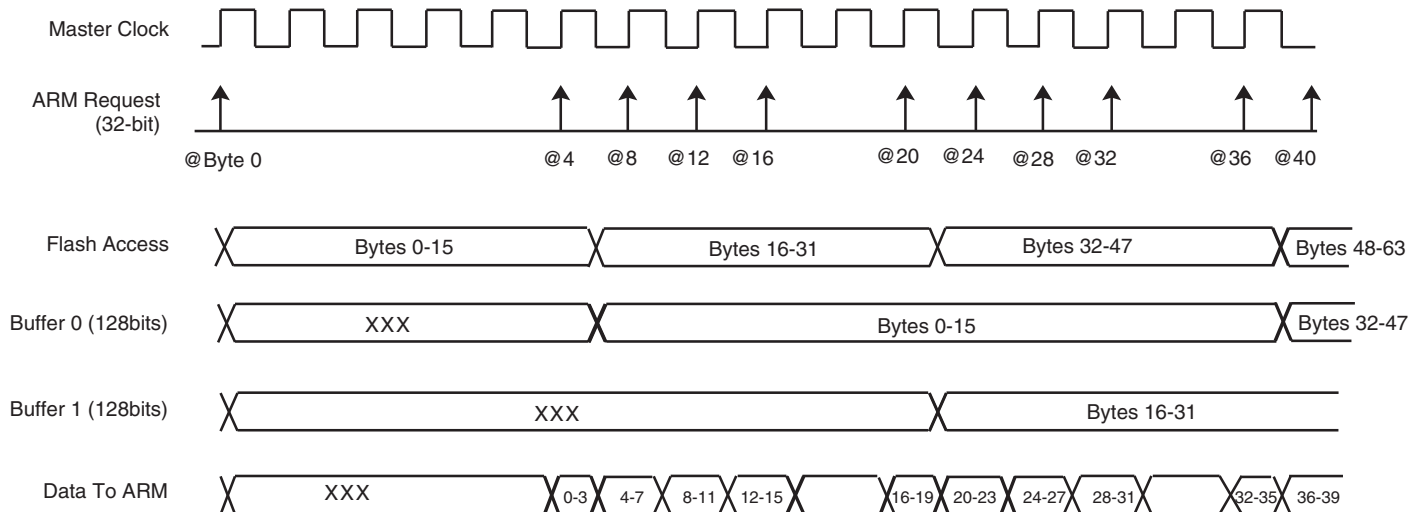 Master Clock
ARM Request
(32-bit)
@Byte 0 @4 @8 @12 @16 @20 @24 @28 @32 @36 @40
Flash Access Bytes 0-15 Bytes 16-31 Bytes 32-47 Bytes 48-63
Buffer 0 (128bits) XXX Bytes 0-15 Bytes 32-47
Buffer 1 (128bits) XXX Bytes 16-31
Data To ARM XXX 0-3 4-7 8-11 12-15 16-19 20-23 24-27 28-31 32-35 36-39